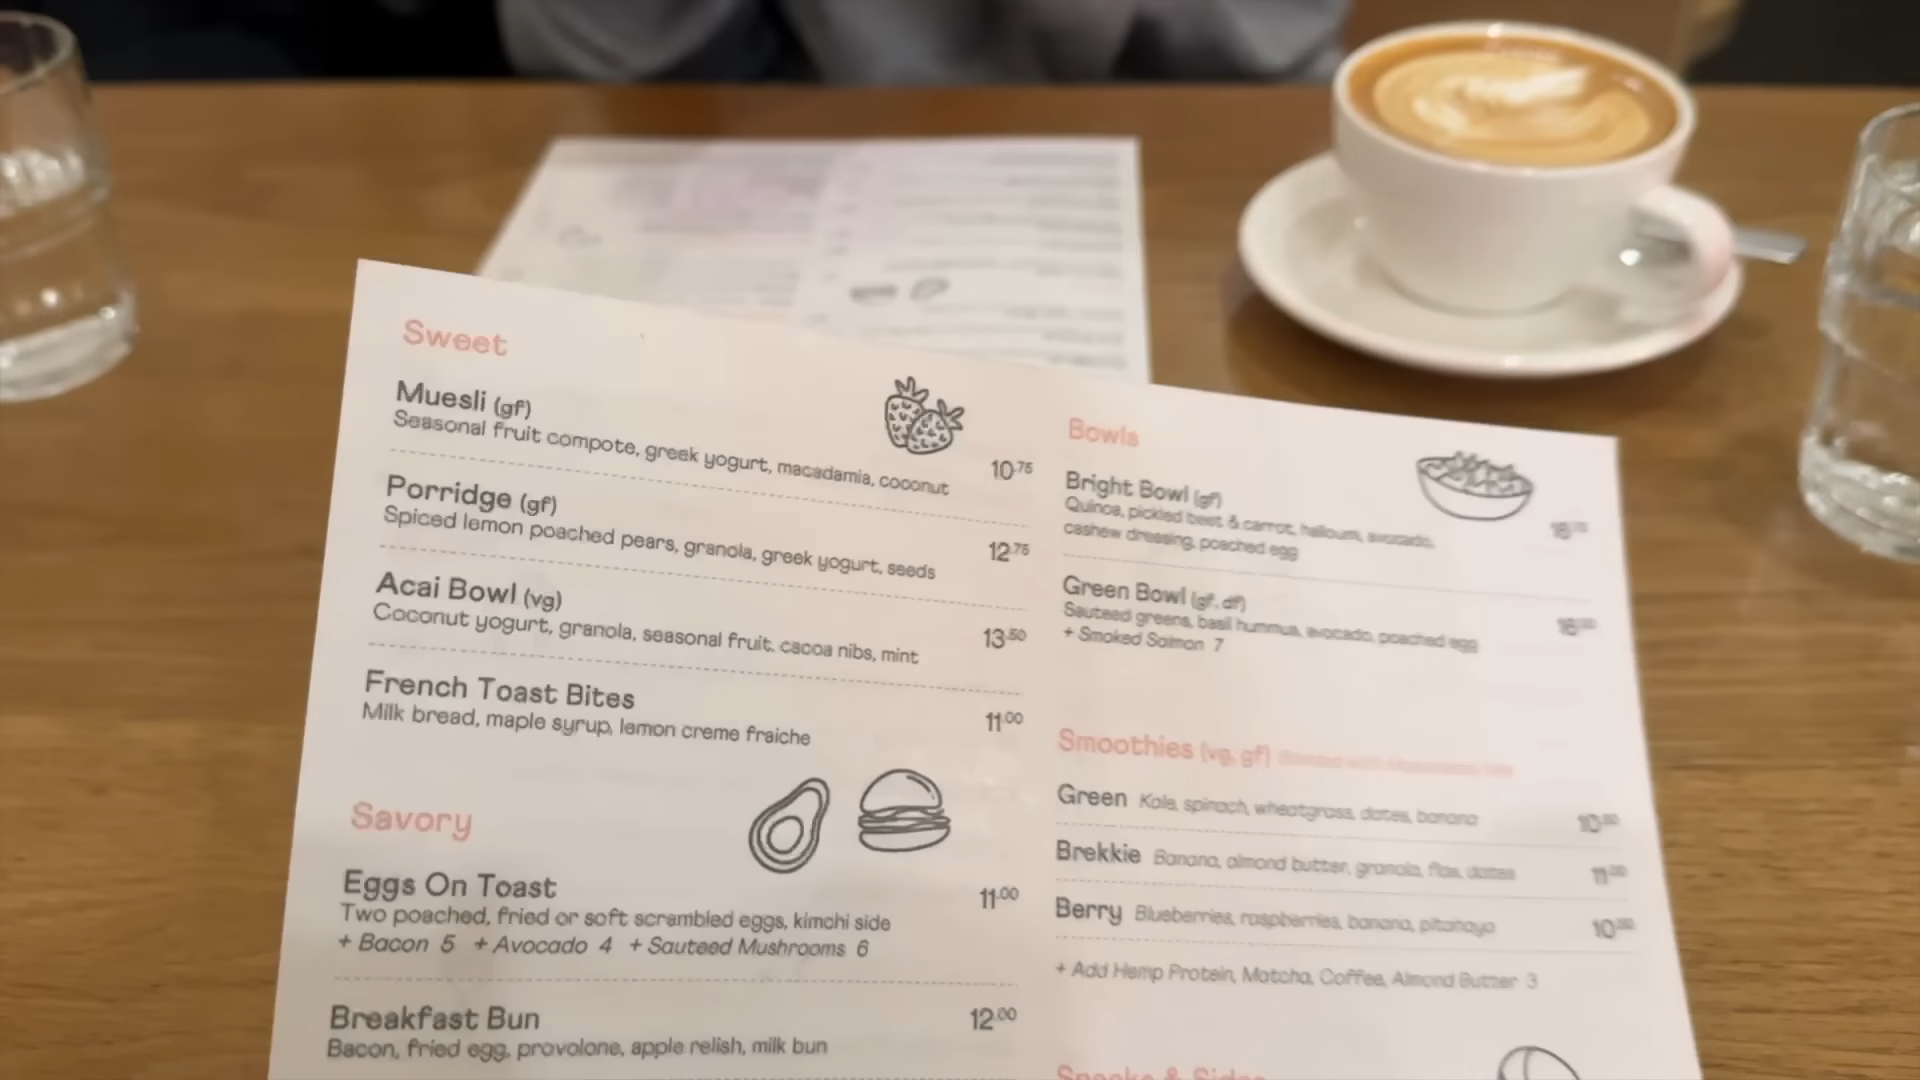 Sweet
Muesli (gf)
Seasonal fruit compote, greek yogurt, macadamia, coconut
10.75
Porridge (gf)
Spiced lemon poached pears, granola, greek yogurt, seeds
12.75
Acai Bowl (vg)
Coconut yogurt, granola, seasonal fruit, cacoa nibs, mint
13.50
French Toast Bites
Milk bread, maple syrup, lemon creme fraiche
11.00
Savory
Eggs On Toast
11.00
Two poached, fried or soft scrambled eggs, kimchi side
+ Bacon 5 + Avocado 4 + Sauteed Mushrooms 6
Breakfast Bun
12.00
Bacon, fried egg, provolone, apple relish, milk bun
Bowls
Bright Bowl (gf)
Quinoa, pickled beet & carrot, halloumi, avocado,
cashew dressing, poached egg
Green Bowl (gf, df)
Sauteed greens, basil hummus, avocado, poached egg
+ Smoked Salmon 7
Smoothies (vg, gf)
Green Kale, spinach, wheatgrass, dates, banana
Brekkie Banana, almond butter, granola, flax, dates
Berry Blueberries, raspberries, banana, pitahaya
+ Add Hemp Protein, Matcha, Coffee, Almond Butter 3
Snacks & Sides